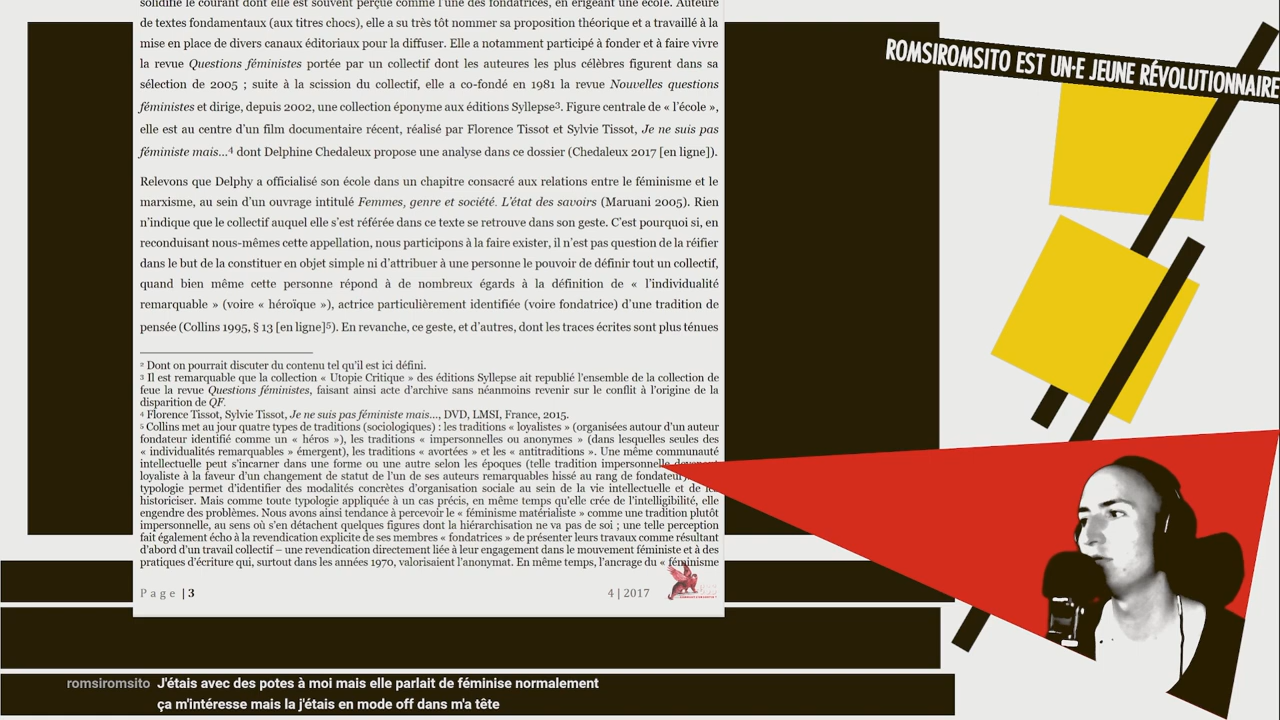 solidifié le courant dont elle est souvent perçue comme l'une des fondatrices, en érigeant une école. Auteure
de textes fondamentaux (aux titres chocs), elle a su très tôt nommer sa proposition théorique et a travaillé à la
mise en place de divers canaux éditoriaux pour la diffuser. Elle a notamment participé à fonder et à faire vivre
la revue Questions féministes portée par un collectif dont les auteures les plus célèbres figurent dans sa
sélection de 2005 ; suite à la scission du collectif, elle a co-fondé en 1981 la revue Nouvelles questions
féministes et dirige, depuis 2002, une collection éponyme aux éditions Syllepse³. Figure centrale de « l'école »,
elle est au centre d'un film documentaire récent, réalisé par Florence Tissot et Sylvie Tissot, Je ne suis pas
féministe mais…⁴ dont Delphine Chedaleux propose une analyse dans ce dossier (Chedaleux 2017 [en ligne]).
Relevons que Delphy a officialisé son école dans un chapitre consacré aux relations entre le féminisme et le
marxisme, au sein d'un ouvrage intitulé Femmes, genre et société. L'état des savoirs (Maruani 2005). Rien
n'indique que le collectif auquel elle s'est référée dans ce texte se retrouve dans son geste. C'est pourquoi si, en
reconduisant nous-mêmes cette appellation, nous participons à la faire exister, il n'est pas question de la réifier
dans le but de la constituer en objet simple ni d'attribuer à une personne le pouvoir de définir tout un collectif,
quand bien même cette personne répond à de nombreux égards à la définition de « l'individualité
remarquable » (voire « héroïque »), actrice particulièrement identifiée (voire fondatrice) d'une tradition de
pensée (Collins 1995, § 13 [en ligne]⁵). En revanche, ce geste, et d'autres, dont les traces écrites sont plus ténues
² Dont on pourrait discuter du contenu tel qu'il est ici défini.
³ Il est remarquable que la collection « Utopie Critique » des éditions Syllepse ait republié l'ensemble de la collection de
feue la revue Questions féministes, faisant ainsi acte d'archive sans néanmoins revenir sur le conflit à l'origine de la
disparition de QF.
⁴ Florence Tissot, Sylvie Tissot, Je ne suis pas féministe mais…, DVD, LMSI, France, 2015.
⁵ Collins met au jour quatre types de traditions (sociologiques) : les traditions « loyalistes » (organisées autour d'un auteur
fondateur identifié comme un « héros »), les traditions « impersonnelles ou anonymes » (dans lesquelles seules des
« individualités remarquables » émergent), les traditions « avortées » et les « antitraditions ». Une même communauté
intellectuelle peut s'incarner dans une forme ou une autre selon les époques (telle tradition impersonnelle
loyaliste à la faveur d'un changement de statut de l'un de ses auteurs remarquables hissé au rang de
typologie permet d'identifier des modalités concrètes d'organisation sociale au sein de la vie intellectuelle et de
historiciser. Mais comme toute typologie appliquée à un cas précis, en même temps qu'elle crée de l'intelligibilité, elle
engendre des problèmes. Nous avons ainsi tendance à percevoir le « féminisme matérialiste » comme une tradition plutôt
impersonnelle, au sens où s'en détachent quelques figures dont la hiérarchisation ne va pas de soi ; une telle perception
fait également écho à la revendication explicite de ses membres « fondatrices » de présenter leurs travaux comme résultant
d'abord d'un travail collectif – une revendication directement liée à leur engagement dans le mouvement féministe et à des
pratiques d'écriture qui, surtout dans les années 1970, valorisaient l'anonymat. En même temps, l'ancrage du « féminisme
Page | 3
4 | 2017
ROMSIROMSITO EST UN·E JEUNE RÉVOLUTIONNAIRE
romsiromsito J'étais avec des potes à moi mais elle parlait de féminise normalement
ça m'intéresse mais la j'étais en mode off dans m'a tête